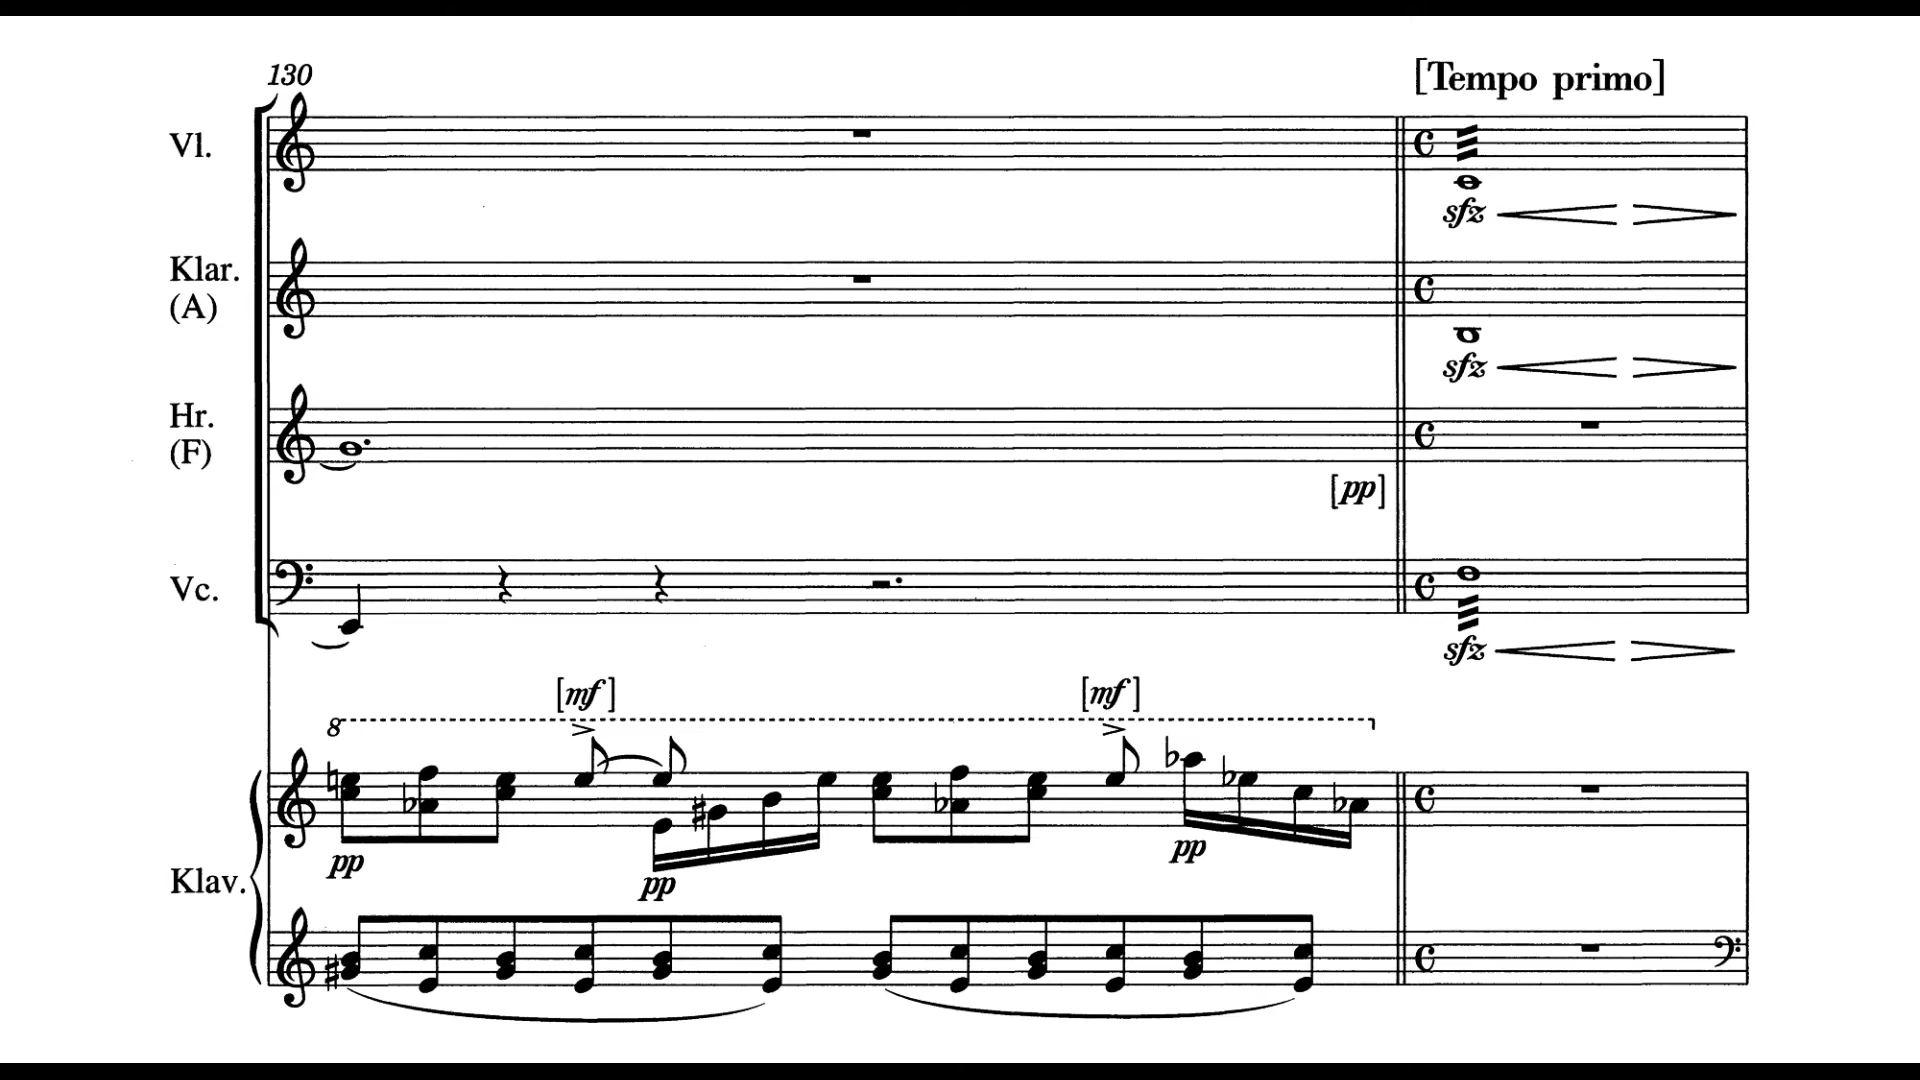 130
[Tempo primo]
Vl.
sfz
Klar.
(A)
sfz
Hr.
(F)
[pp]
Vc.
sfz
[mf] [mf]
8
pp pp
pp
Klav.